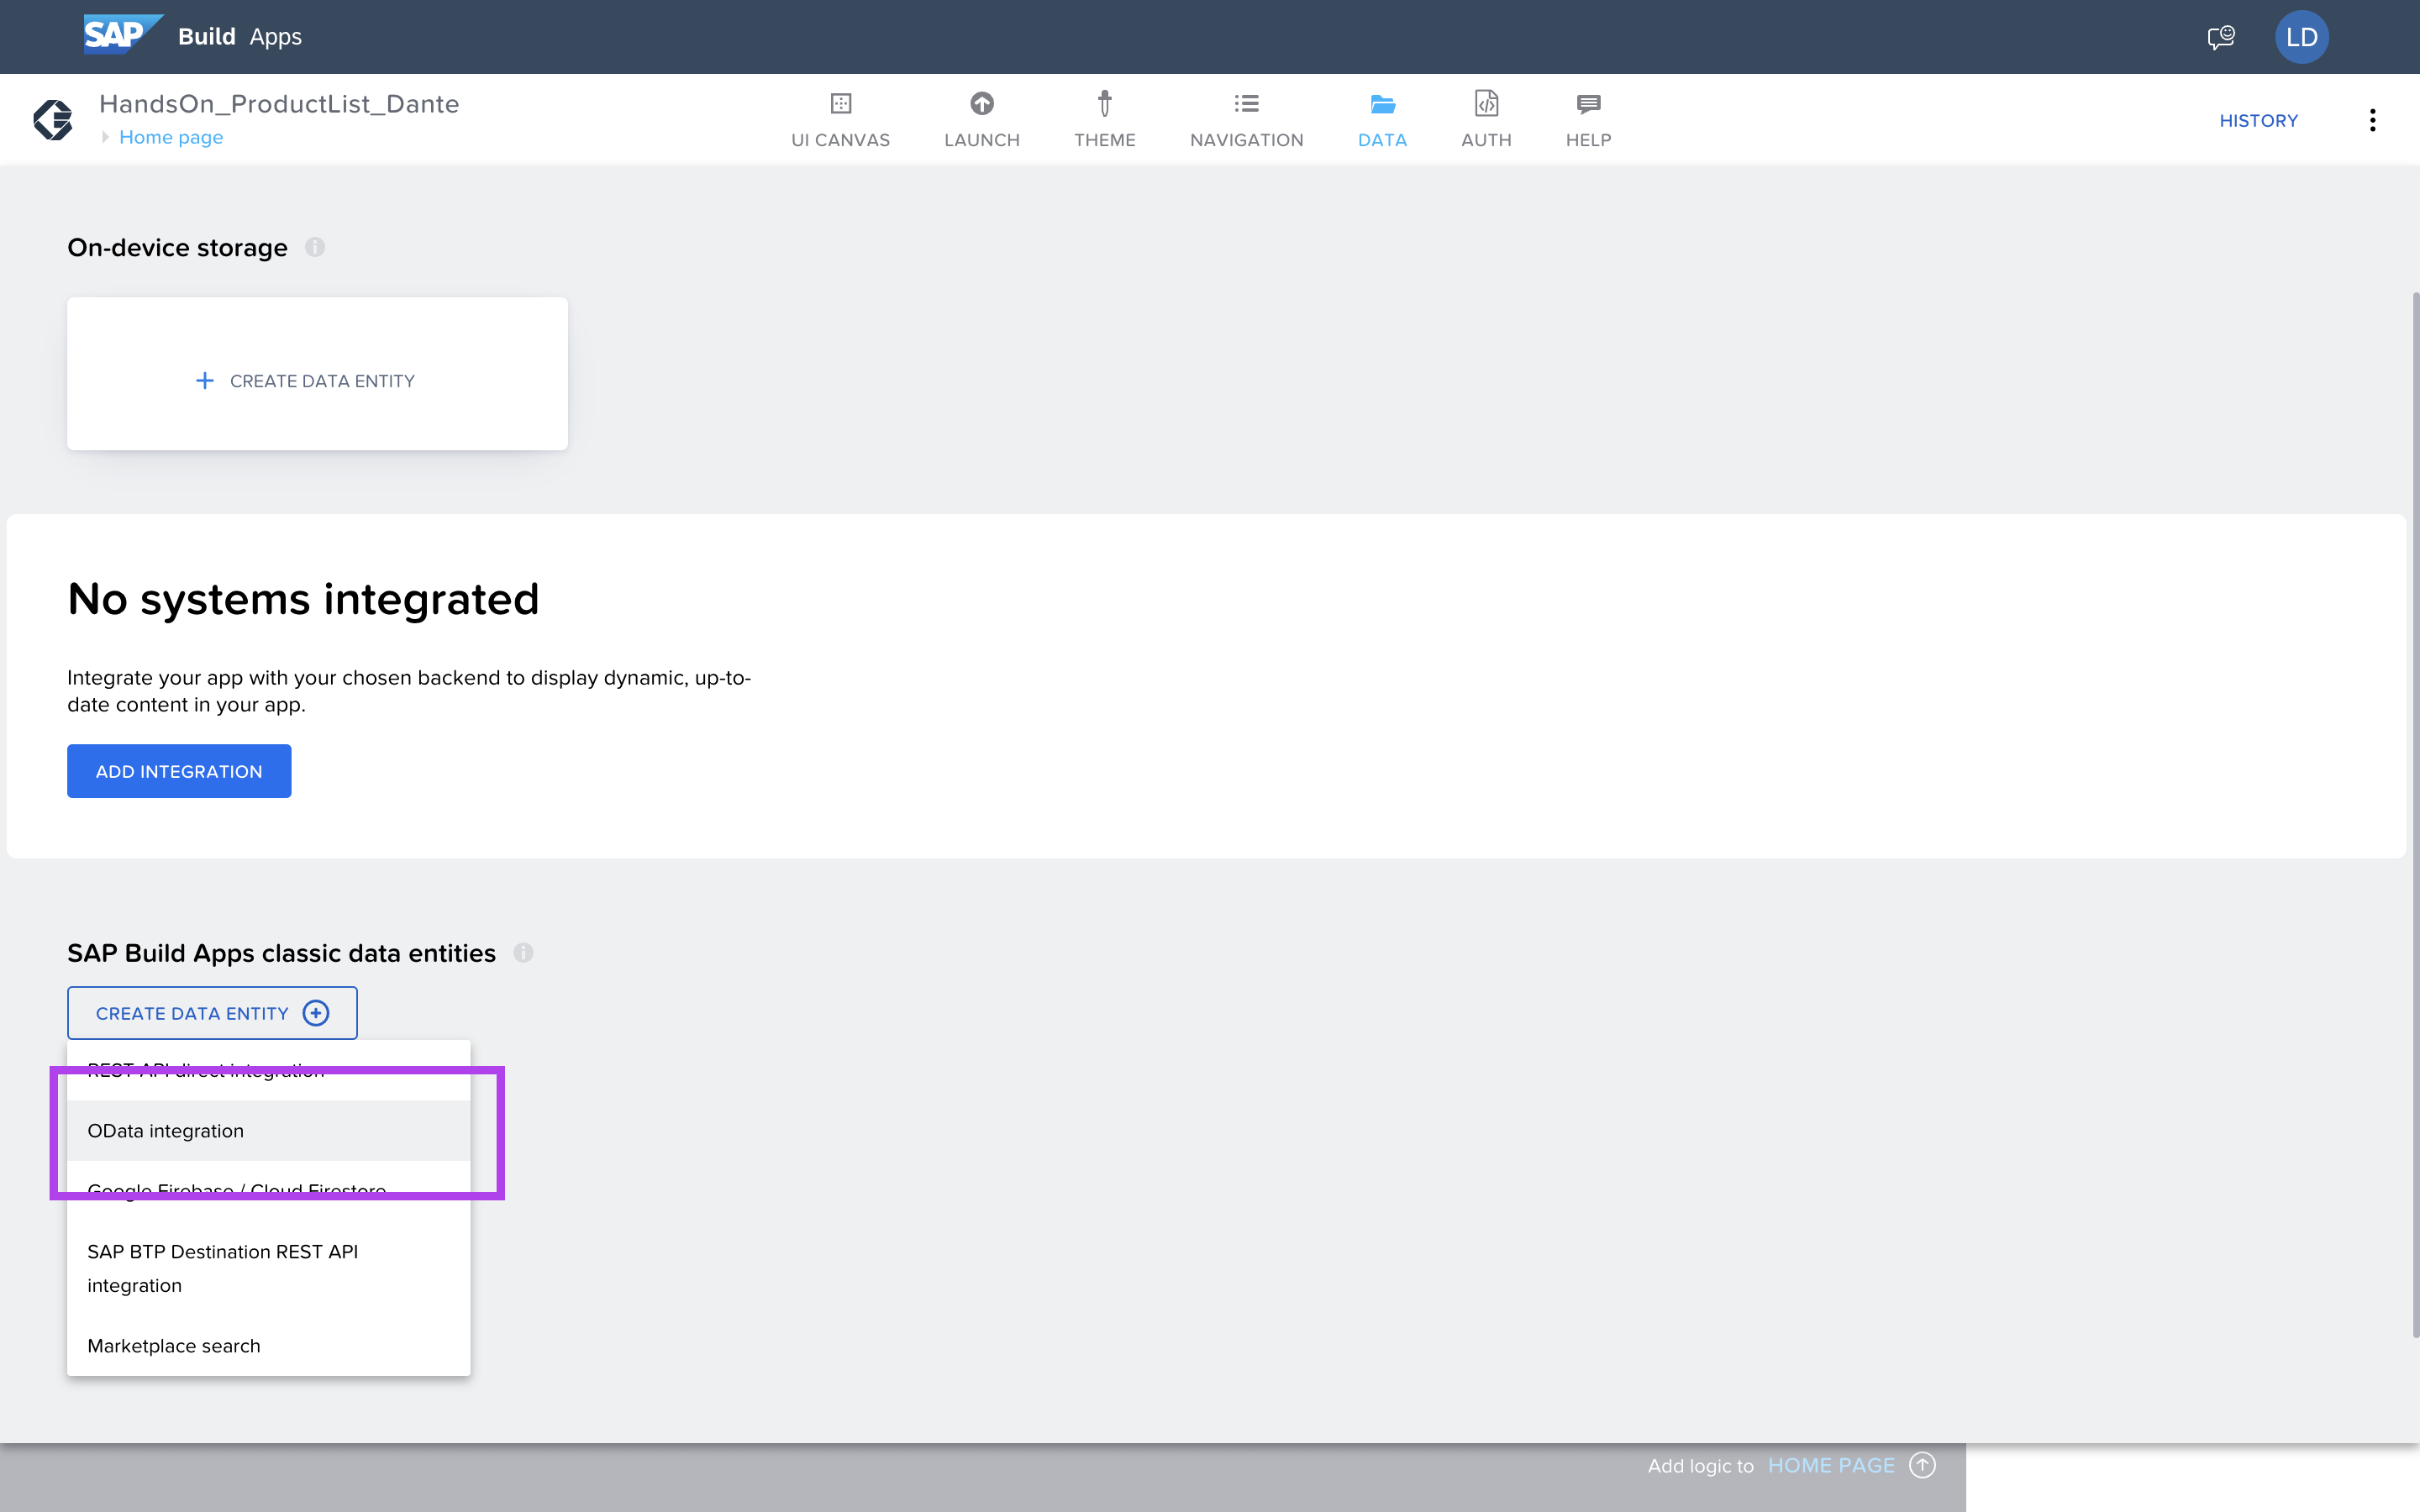 SAP Build Apps
LD
HandsOn_ProductList_Dante
Home page
UI CANVAS
LAUNCH
THEME
NAVIGATION
DATA
AUTH
HELP
HISTORY
On-device storage
CREATE DATA ENTITY
No systems integrated
Integrate your app with your chosen backend to display dynamic, up-to-
date content in your app.
ADD INTEGRATION
SAP Build Apps classic data entities
CREATE DATA ENTITY
REST API direct integration
OData integration
Google Firebase / Cloud Firestore
SAP BTP Destination REST API
integration
Marketplace search
Add logic to HOME PAGE